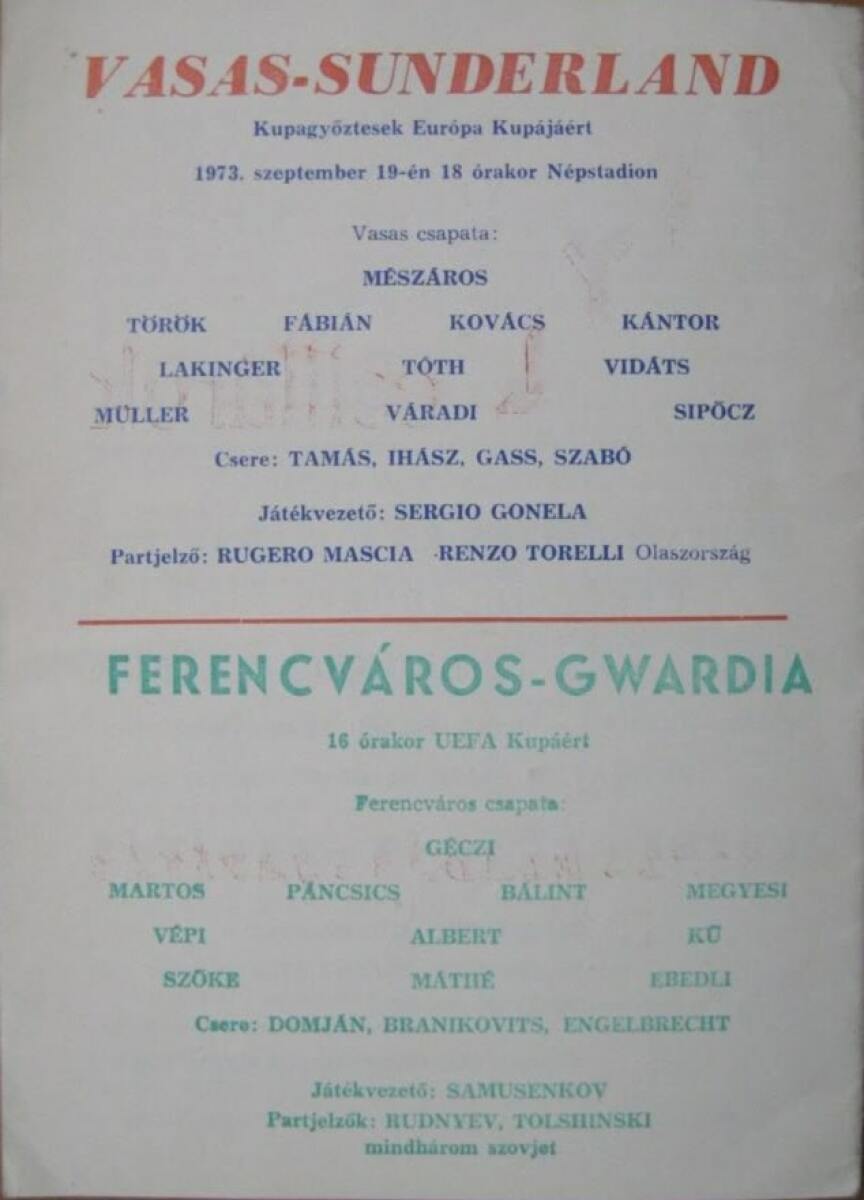 VASAS-SUNDERLAND
Kupagyőztesek Európa Kupájáért
1973. szeptember 19-én 18 órakor Népstadion
Vasas csapata:
MÉSZÁROS
TÖRÖK FÁBIÁN KOVÁCS KÁNTOR
LAKINGER TÓTH VIDÁTS
MÜLLER VÁRADI SIPŐCZ
Csere: TAMÁS, IHÁSZ, GASS, SZABÓ
Játékvezető: SERGIO GONELA
Partjelző: RUGERO MASCIA -RENZO TORELLI Olaszország
FERENCVÁROS-GWARDIA
16 órakor UEFA Kupáért
Ferencváros csapata:
GÉCZI
MARTOS PÁNCSICS BÁLINT MEGYESI
VÉPI ALBERT KŰ
SZŐKE MÁTHÉ EBEDLI
Csere: DOMJÁN, BRANIKOVITS, ENGELBRECHT
Játékvezető: SAMUSENKOV
Partjelzők: RUDNYEV, TOLSHINSKI
mindhárom szovjet